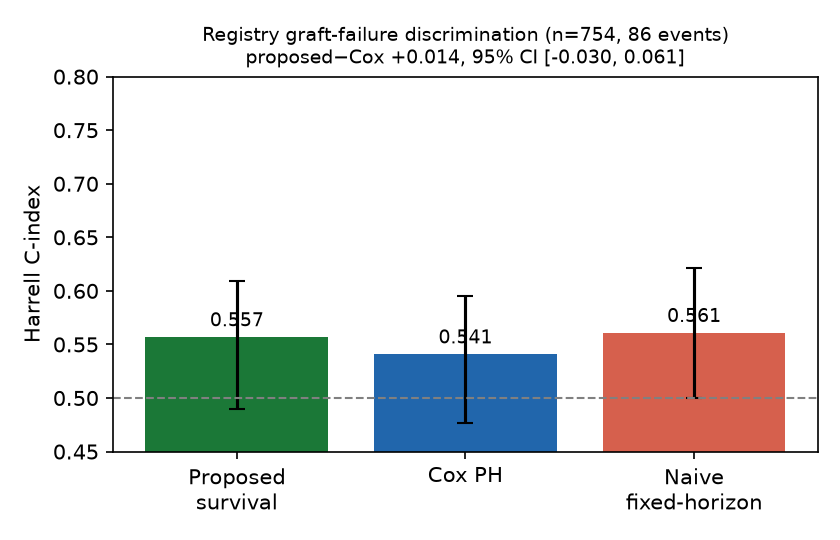 Registry graft-failure discrimination (n=754, 86 events)
proposed−Cox +0.014, 95% CI [-0.030, 0.061]
Harrell C-index
0.80
0.75
0.70
0.65
0.60
0.55
0.50
0.45
0.557
0.541
0.561
Proposed
survival
Cox PH
Naive
fixed-horizon